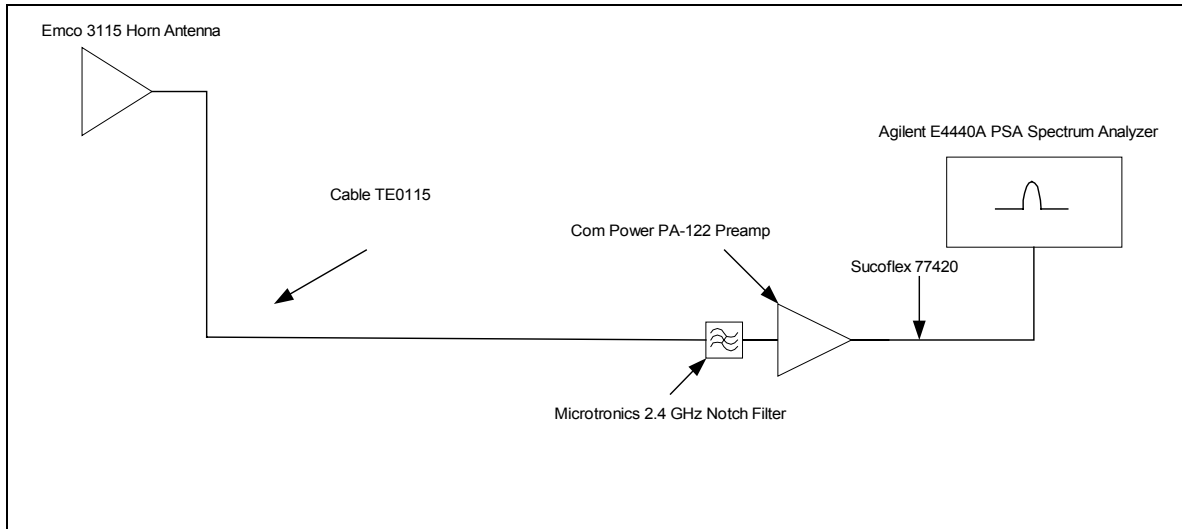 Emco 3115 Horn Antenna
Agilent E4440A PSA Spectrum Analyzer
Cable TE0115
Com Power PA-122 Preamp
Sucoflex 77420
Microtronics 2.4 GHz Notch Filter